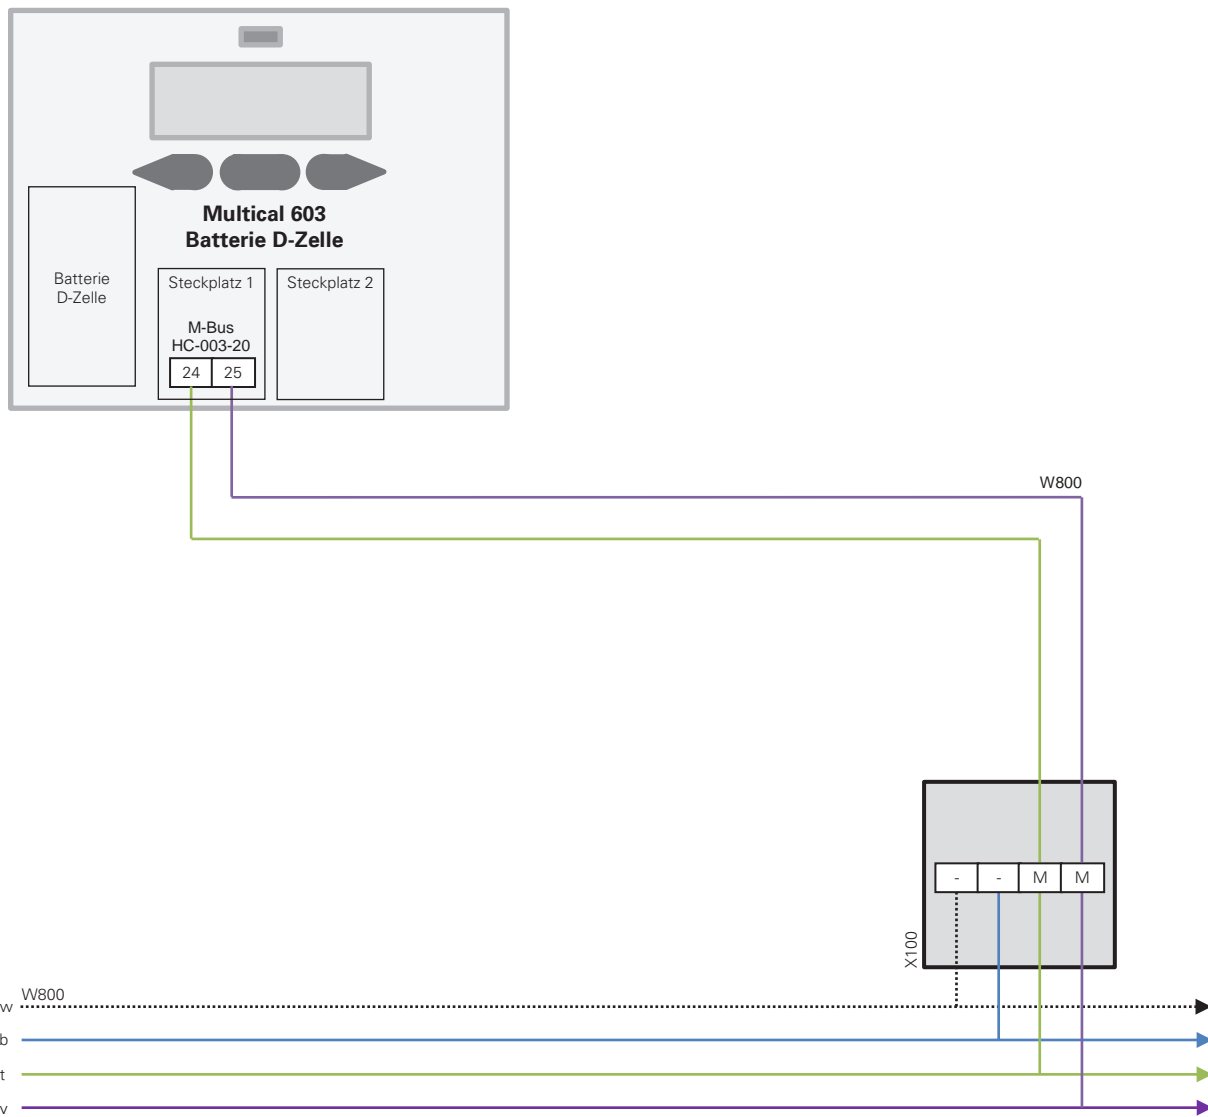 Multical 603
Batterie D-Zelle
Batterie
D-Zelle
Steckplatz 1
Steckplatz 2
M-Bus
HC-003-20
24 25
W800
- - M M
X100
W800
w
b
t
v